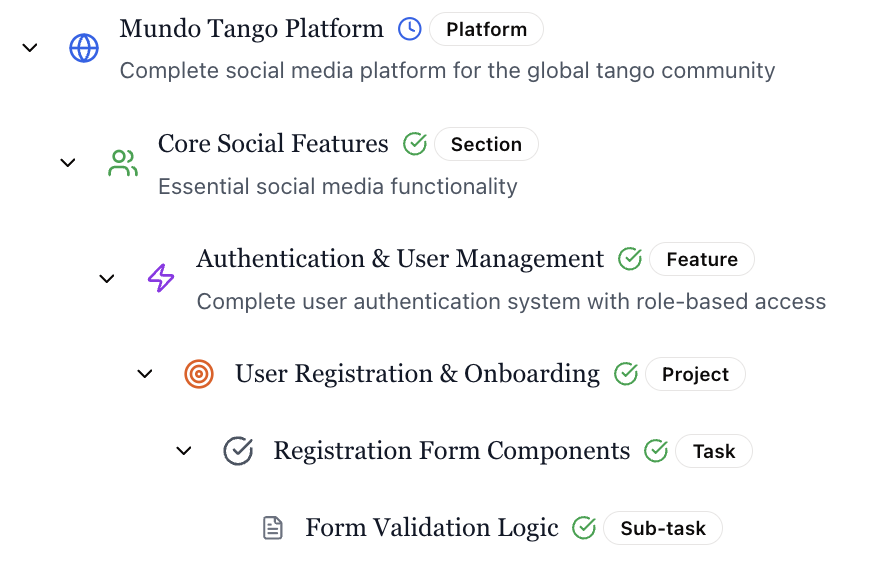 Mundo Tango Platform Platform
Complete social media platform for the global tango community
Core Social Features Section
Essential social media functionality
Authentication & User Management Feature
Complete user authentication system with role-based access
User Registration & Onboarding Project
Registration Form Components Task
Form Validation Logic Sub-task